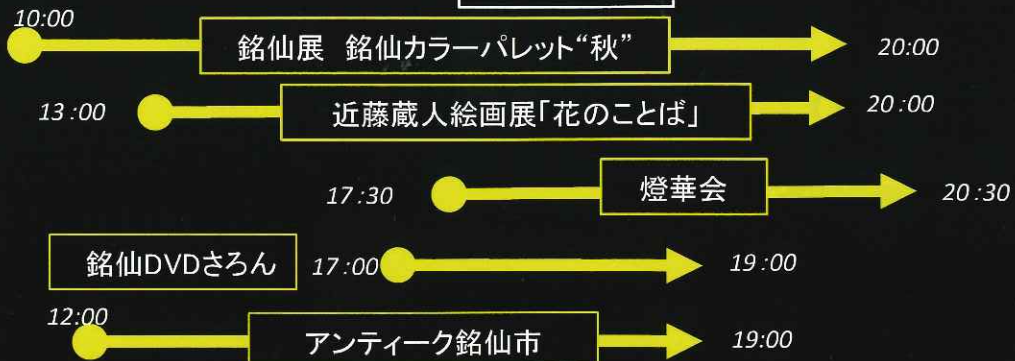 10:00 銘仙展 銘仙カラーパレット“秋” 20:00
13:00 近藤蔵人絵画展「花のことば」 20:00
17:30 燈華会 20:30
銘仙DVDさろん 17:00 19:00
12:00 アンティーク銘仙市 19:00